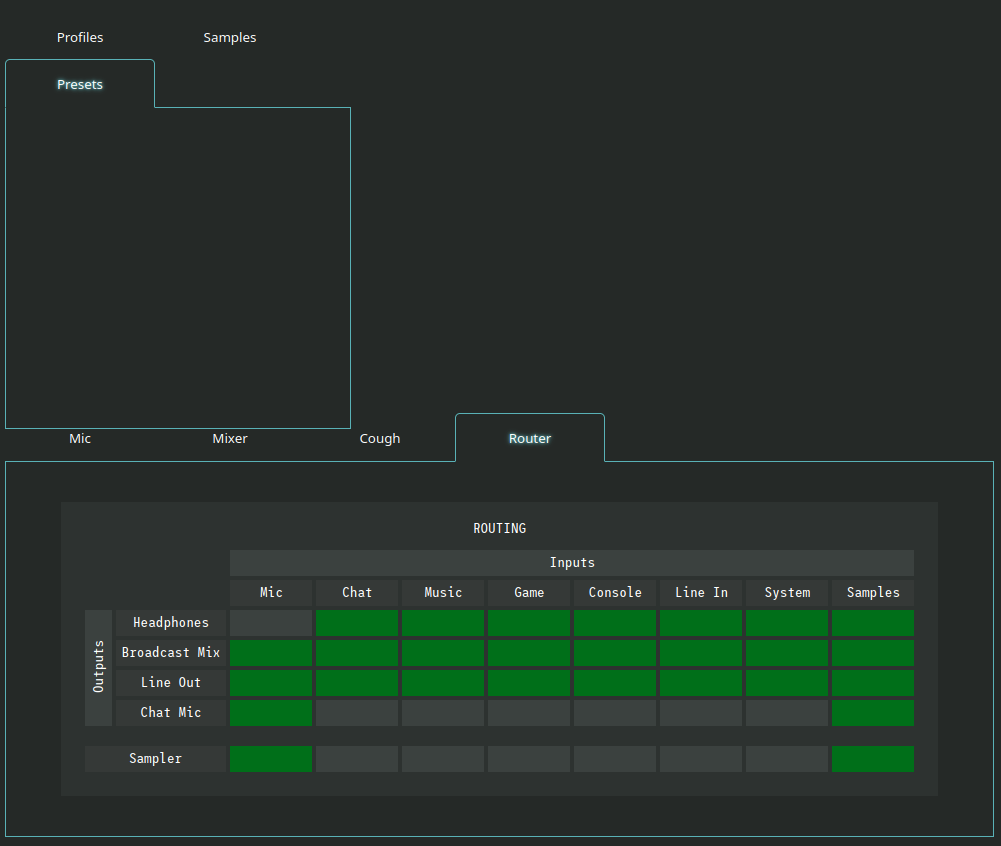 Profiles Samples
Presets
Mic Mixer Cough Router
ROUTING
Inputs
Mic Chat Music Game Console Line In System Samples
Outputs
Headphones
Broadcast Mix
Line Out
Chat Mic
Sampler